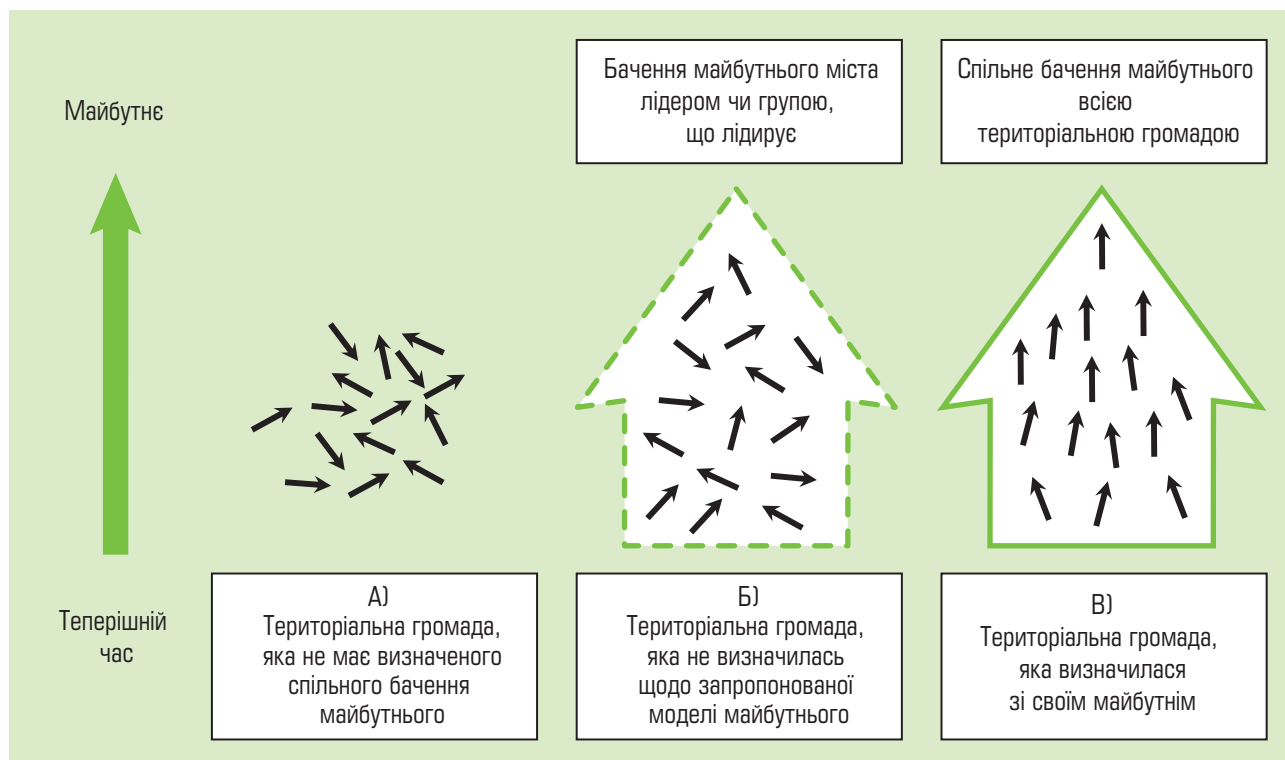 Майбутнє
Бачення майбутнього міста
лідером чи групою,
що лідирує
Спільне бачення майбутнього
всією
територіальною громадою
Теперішній
час
А)
Територіальна громада,
яка не має визначеного
спільного бачення
майбутнього
Б)
Територіальна громада,
яка не визначилась
щодо запропонованої
моделі майбутнього
В)
Територіальна громада,
яка визначилася
зі своїм майбутнім